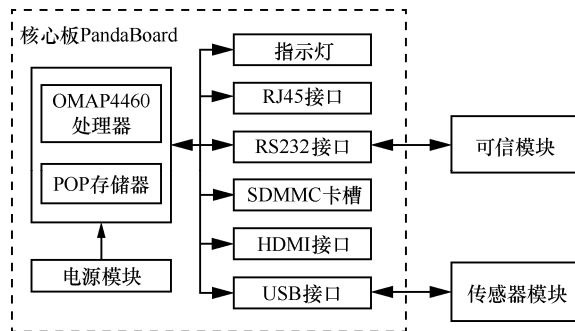 核心板PandaBoard
指示灯
OMAP4460
处理器
RJ45接口
RS232接口
可信模块
POP存储器
SDMMC卡槽
HDMI接口
电源模块
USB接口
传感器模块